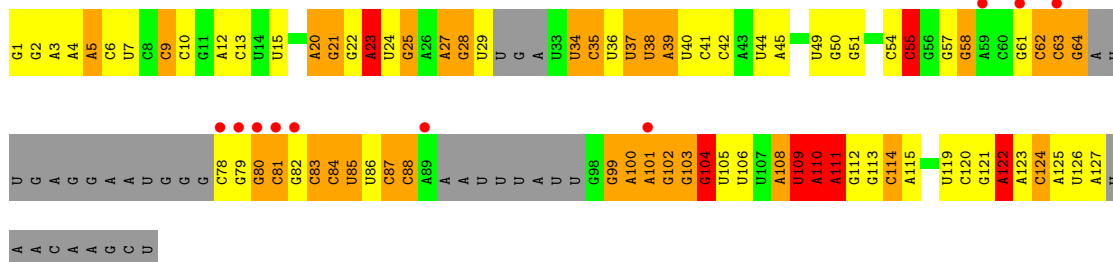 G1 G2 A3 A4 A5 C6 U7 C8 C9 C10 G11 A12 C13 U14 U15 A20 G21 G22 A23 U24 G25 A26 A27 G28 U29 U G A U33 U34 C35 U36 U37 U38 A39 U40 C41 C42 A43 U44 A45 U49 G50 G51 C54 C55 G56 G57 G58 A59 C60 G61 C62 C63 G64 A U
U G A G G A A U G G G C78 G79 G80 C81 G82 C83 C84 U85 U86 C87 C88 A89 A A U U U A U U G98 G99 A100 A101 G102 G103 G104 U105 U106 U107 A108 U109 A110 A111 G112 G113 C114 A115 U119 C120 G121 A122 A123 C124 A125 U126 A127 U
A A C A A G C U